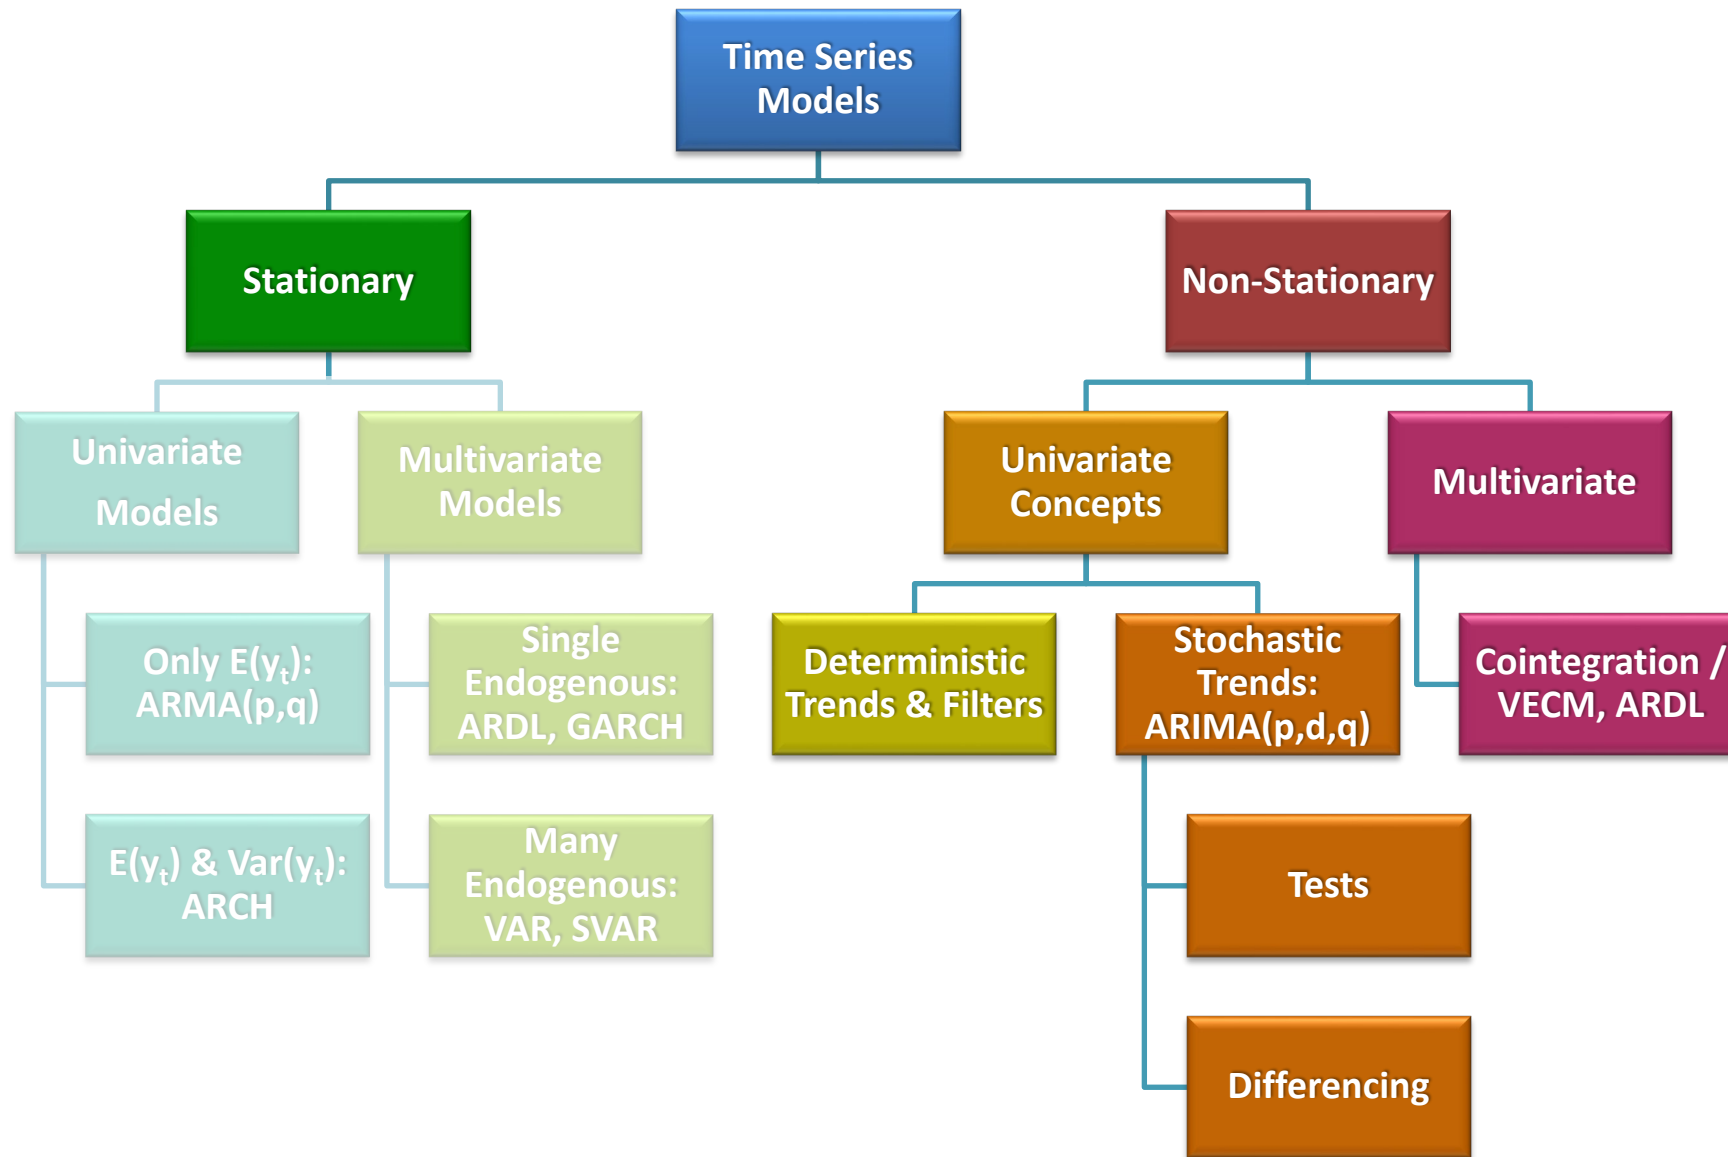 Time Series
Models
Stationary
Non-Stationary
Univariate
Models
Multivariate
Models
Univariate
Concepts
Multivariate
Only E(yₜ):
ARMA(p,q)
Single
Endogenous:
ARDL, GARCH
Deterministic
Trends & Filters
Stochastic
Trends:
ARIMA(p,d,q)
Cointegration /
VECM, ARDL
E(yₜ) & Var(yₜ):
ARCH
Many
Endogenous:
VAR, SVAR
Tests
Differencing